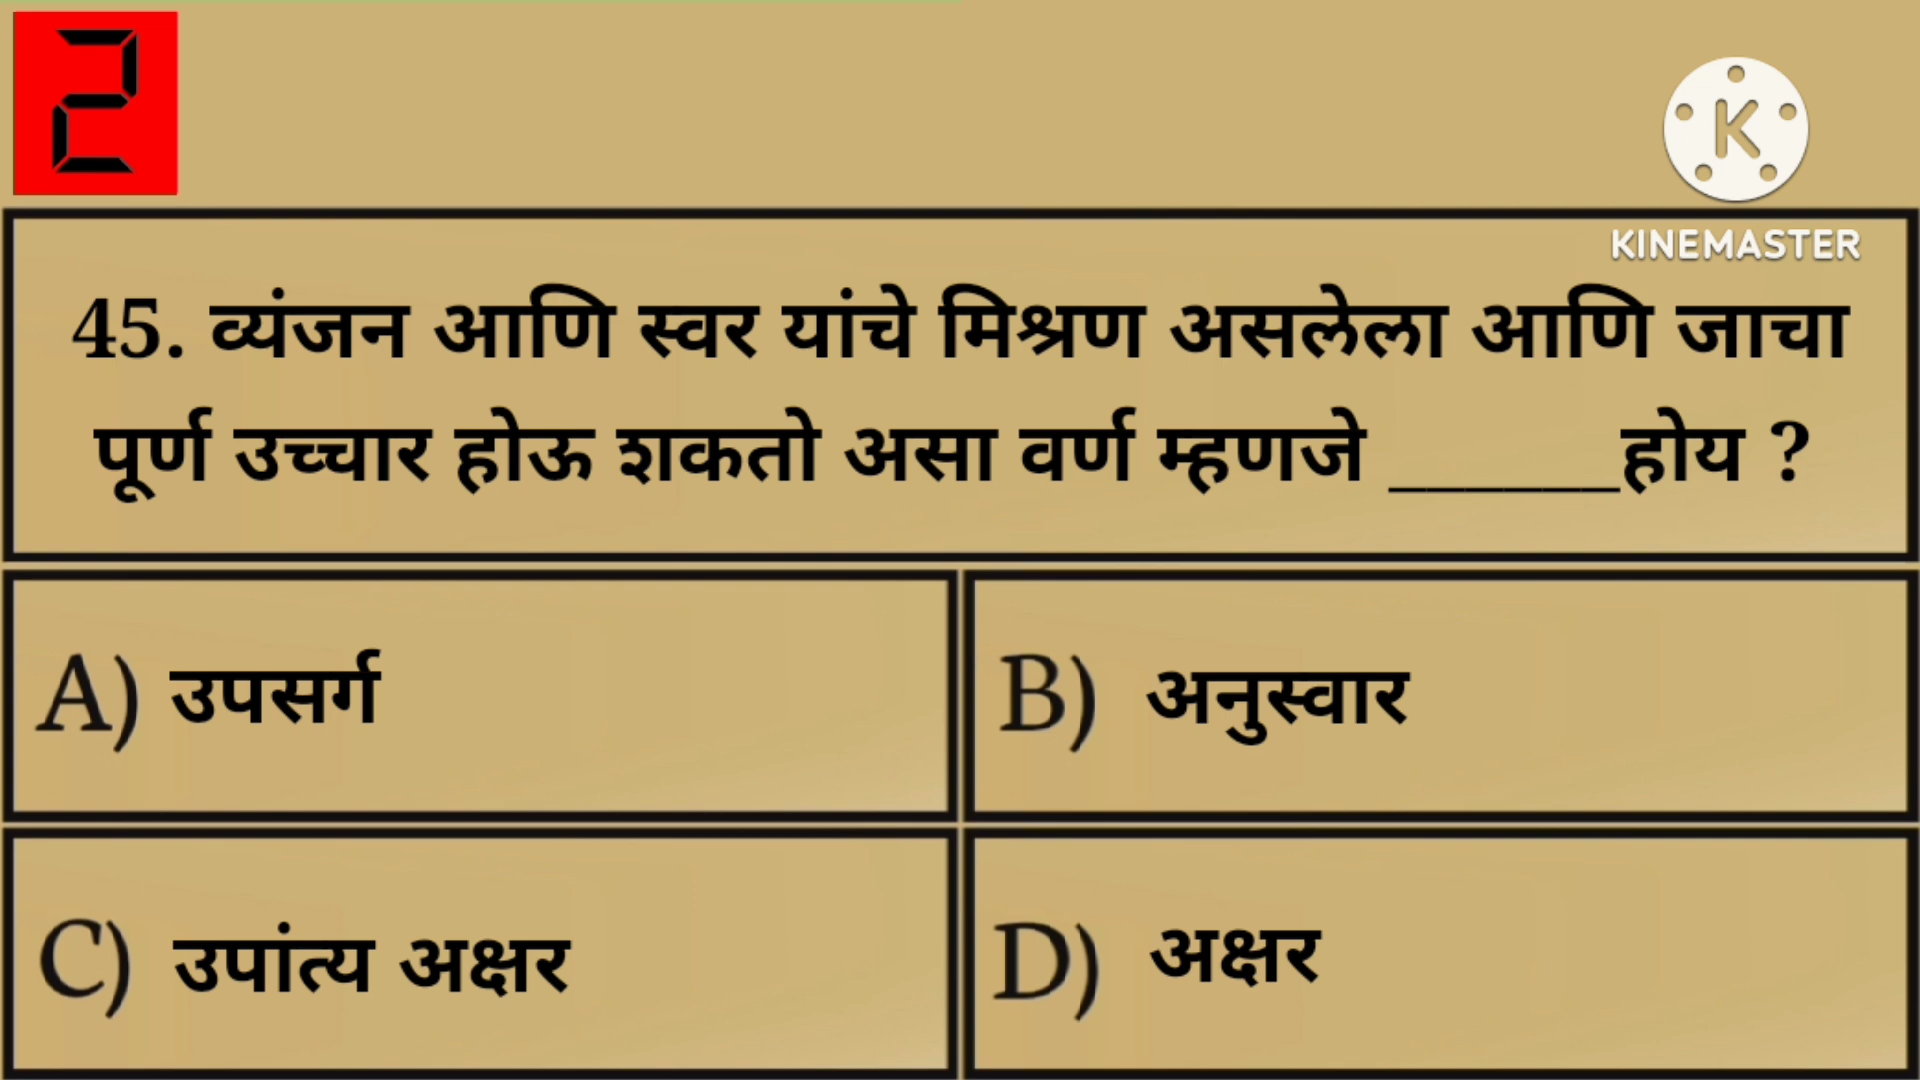 2
K
KINEMASTER
45. व्यंजन आणि स्वर यांचे मिश्रण असलेला आणि जाचा
पूर्ण उच्चार होऊ शकतो असा वर्ण म्हणजे ______होय ?
A) उपसर्ग
B) अनुस्वार
C) उपांत्य अक्षर
D) अक्षर